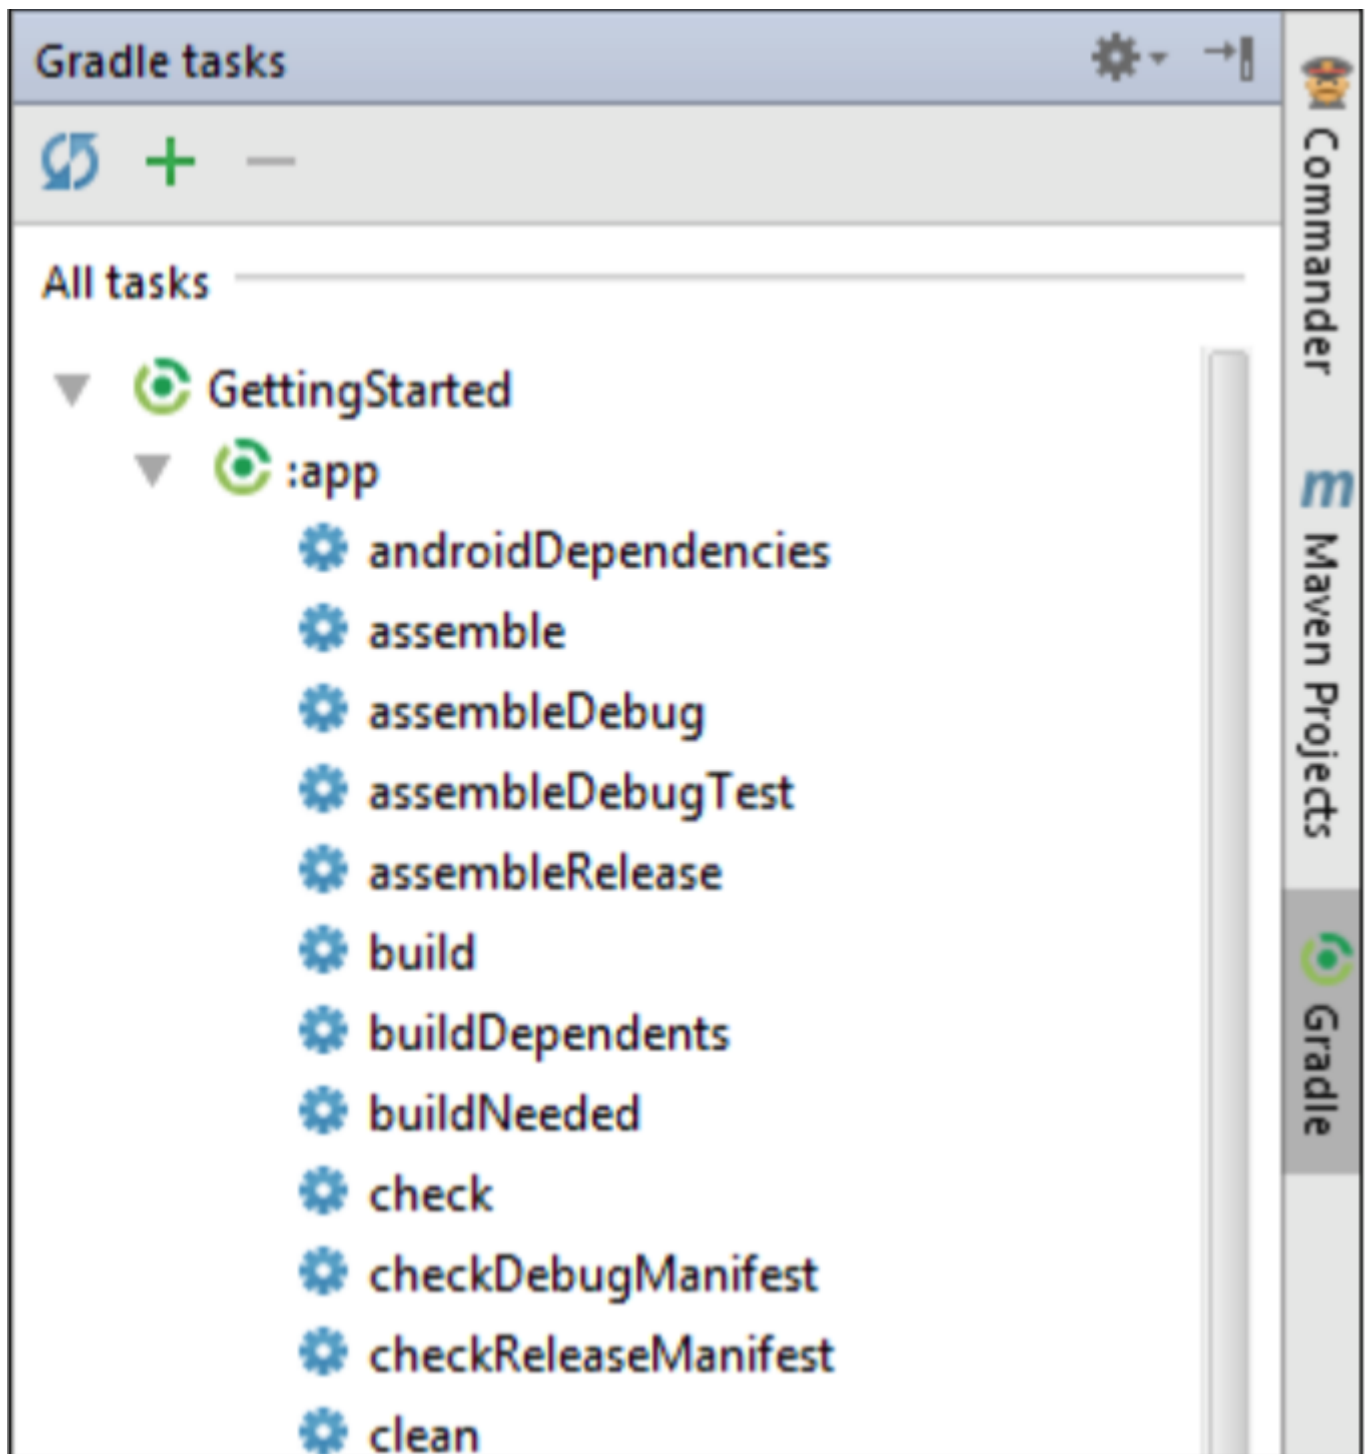 Gradle tasks
All tasks
GettingStarted
:app
androidDependencies
assemble
assembleDebug
assembleDebugTest
assembleRelease
build
buildDependents
buildNeeded
check
checkDebugManifest
checkReleaseManifest
clean
Commander
m Maven Projects
Gradle